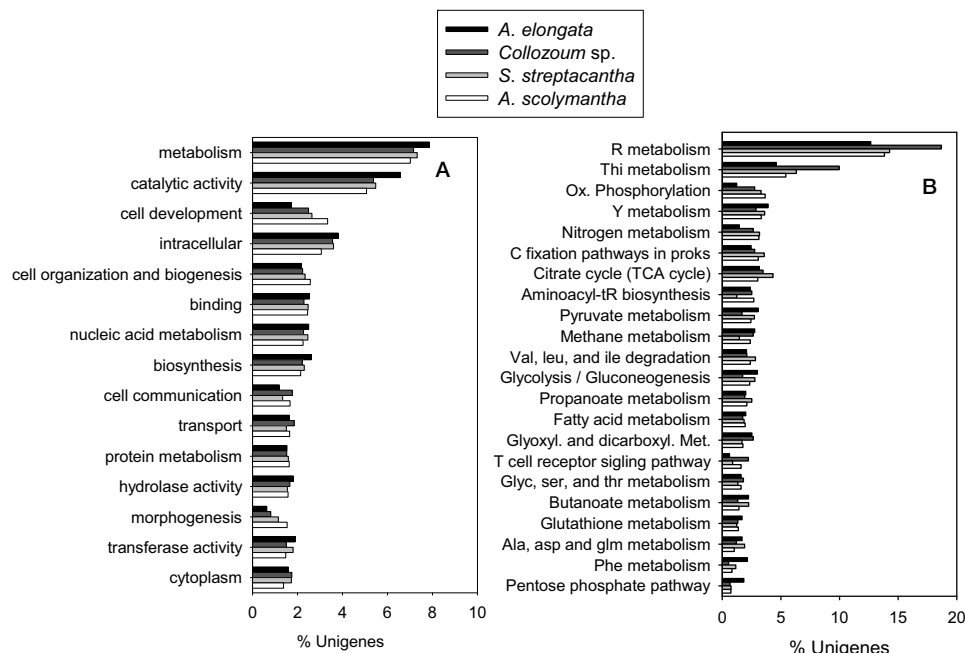 A. elongata
Collozoum sp.
S. streptacantha
A. scolymantha
metabolism
catalytic activity
cell development
intracellular
cell organization and biogenesis
binding
nucleic acid metabolism
biosynthesis
cell communication
transport
protein metabolism
hydrolase activity
morphogenesis
transferase activity
cytoplasm
A
0 2 4 6 8 10
% Unigenes
R metabolism
Thi metabolism
Ox. Phosphorylation
Y metabolism
Nitrogen metabolism
C fixation pathways in proks
Citrate cycle (TCA cycle)
Aminoacyl-tR biosynthesis
Pyruvate metabolism
Methane metabolism
Val, leu, and ile degradation
Glycolysis / Gluconeogenesis
Propanoate metabolism
Fatty acid metabolism
Glyoxyl. and dicarboxyl. Met.
T cell receptor sigling pathway
Glyc, ser, and thr metabolism
Butanoate metabolism
Glutathione metabolism
Ala, asp and glm metabolism
Phe metabolism
Pentose phosphate pathway
B
0 5 10 15 20
% Unigenes